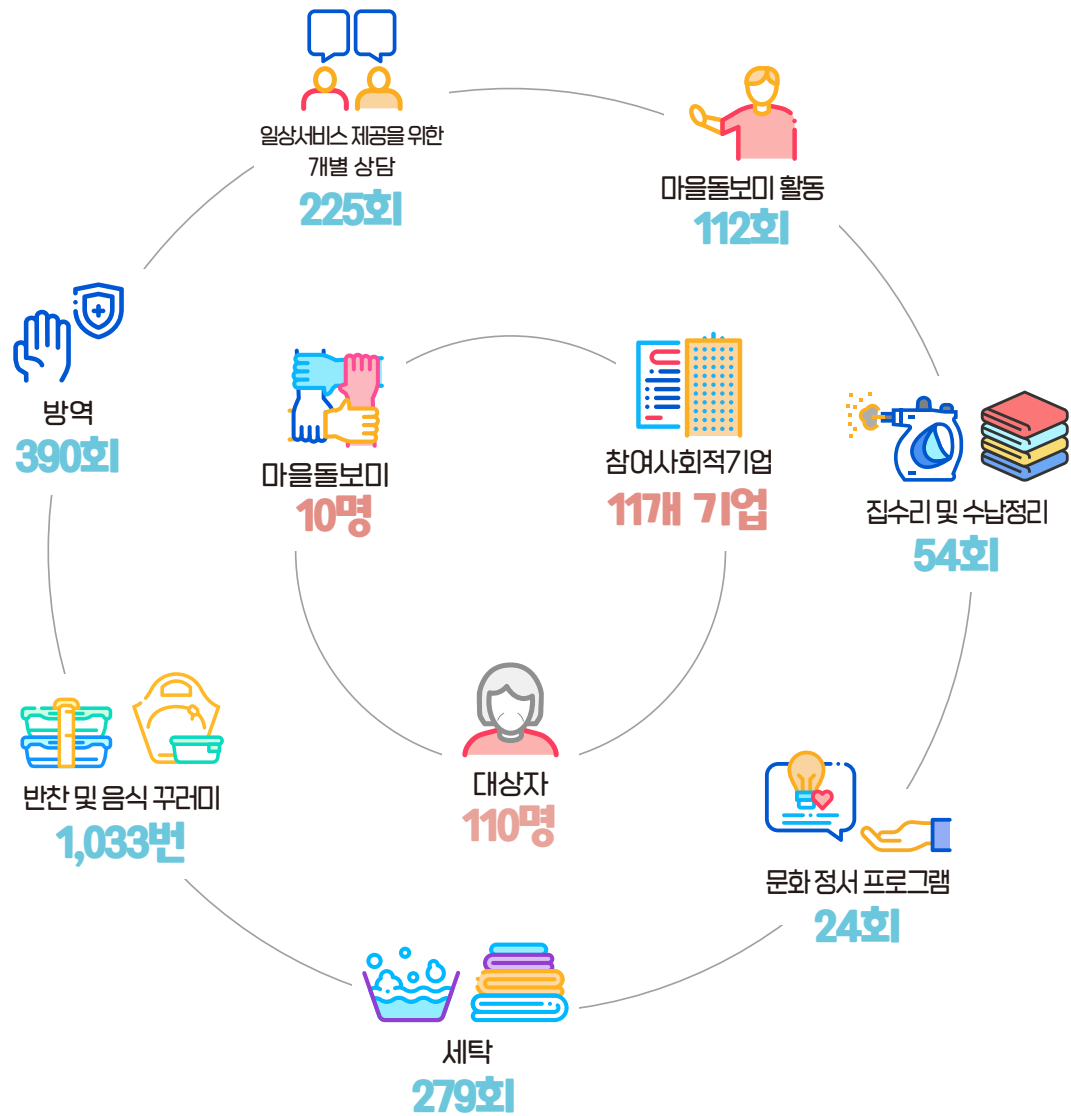 일상서비스 제공을 위한
개별 상담
225회
마을돌보미 활동
112회
방역
390회
마을돌보미
10명
참여사회적기업
11개 기업
집수리 및 수납정리
54회
반찬 및 음식 꾸러미
1,033번
대상자
110명
문화 정서 프로그램
24회
세탁
279회